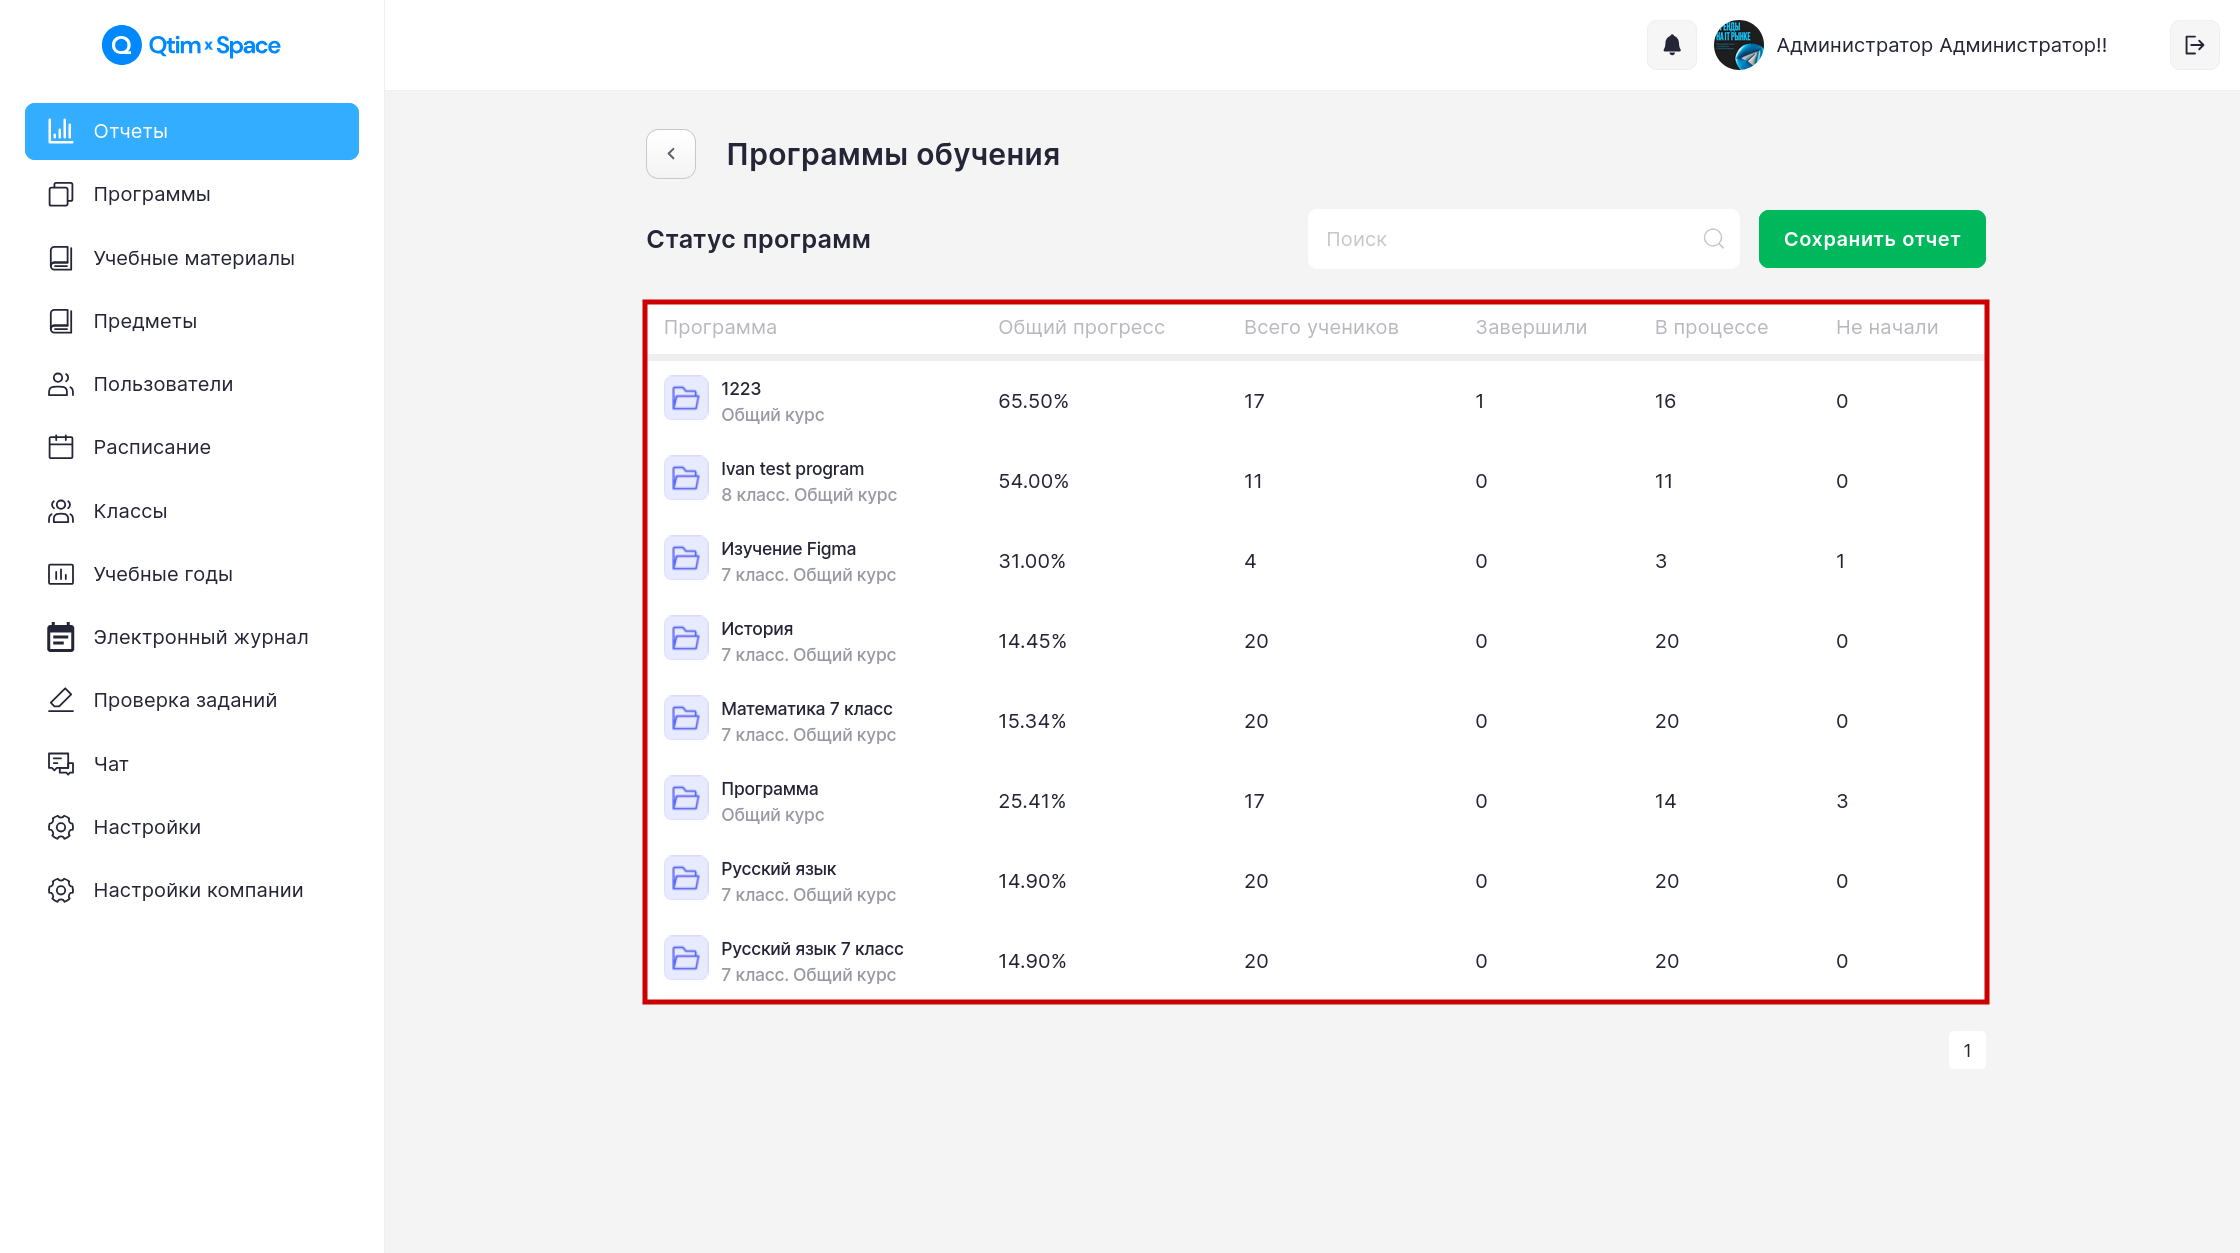 Qtim × Space
Администратор Администратор!!
Отчеты
Программы
Учебные материалы
Предметы
Пользователи
Расписание
Классы
Учебные годы
Электронный журнал
Проверка заданий
Чат
Настройки
Настройки компании
Программы обучения
Статус программ
Поиск
Сохранить отчет
Программа Общий прогресс Всего учеников Завершили В процессе Не начали
1223
Общий курс
65.50% 17 1 16 0
Ivan test program
8 класс. Общий курс
54.00% 11 0 11 0
Изучение Figma
7 класс. Общий курс
31.00% 4 0 3 1
История
7 класс. Общий курс
14.45% 20 0 20 0
Математика 7 класс
7 класс. Общий курс
15.34% 20 0 20 0
Программа
Общий курс
25.41% 17 0 14 3
Русский язык
7 класс. Общий курс
14.90% 20 0 20 0
Русский язык 7 класс
7 класс. Общий курс
14.90% 20 0 20 0
1